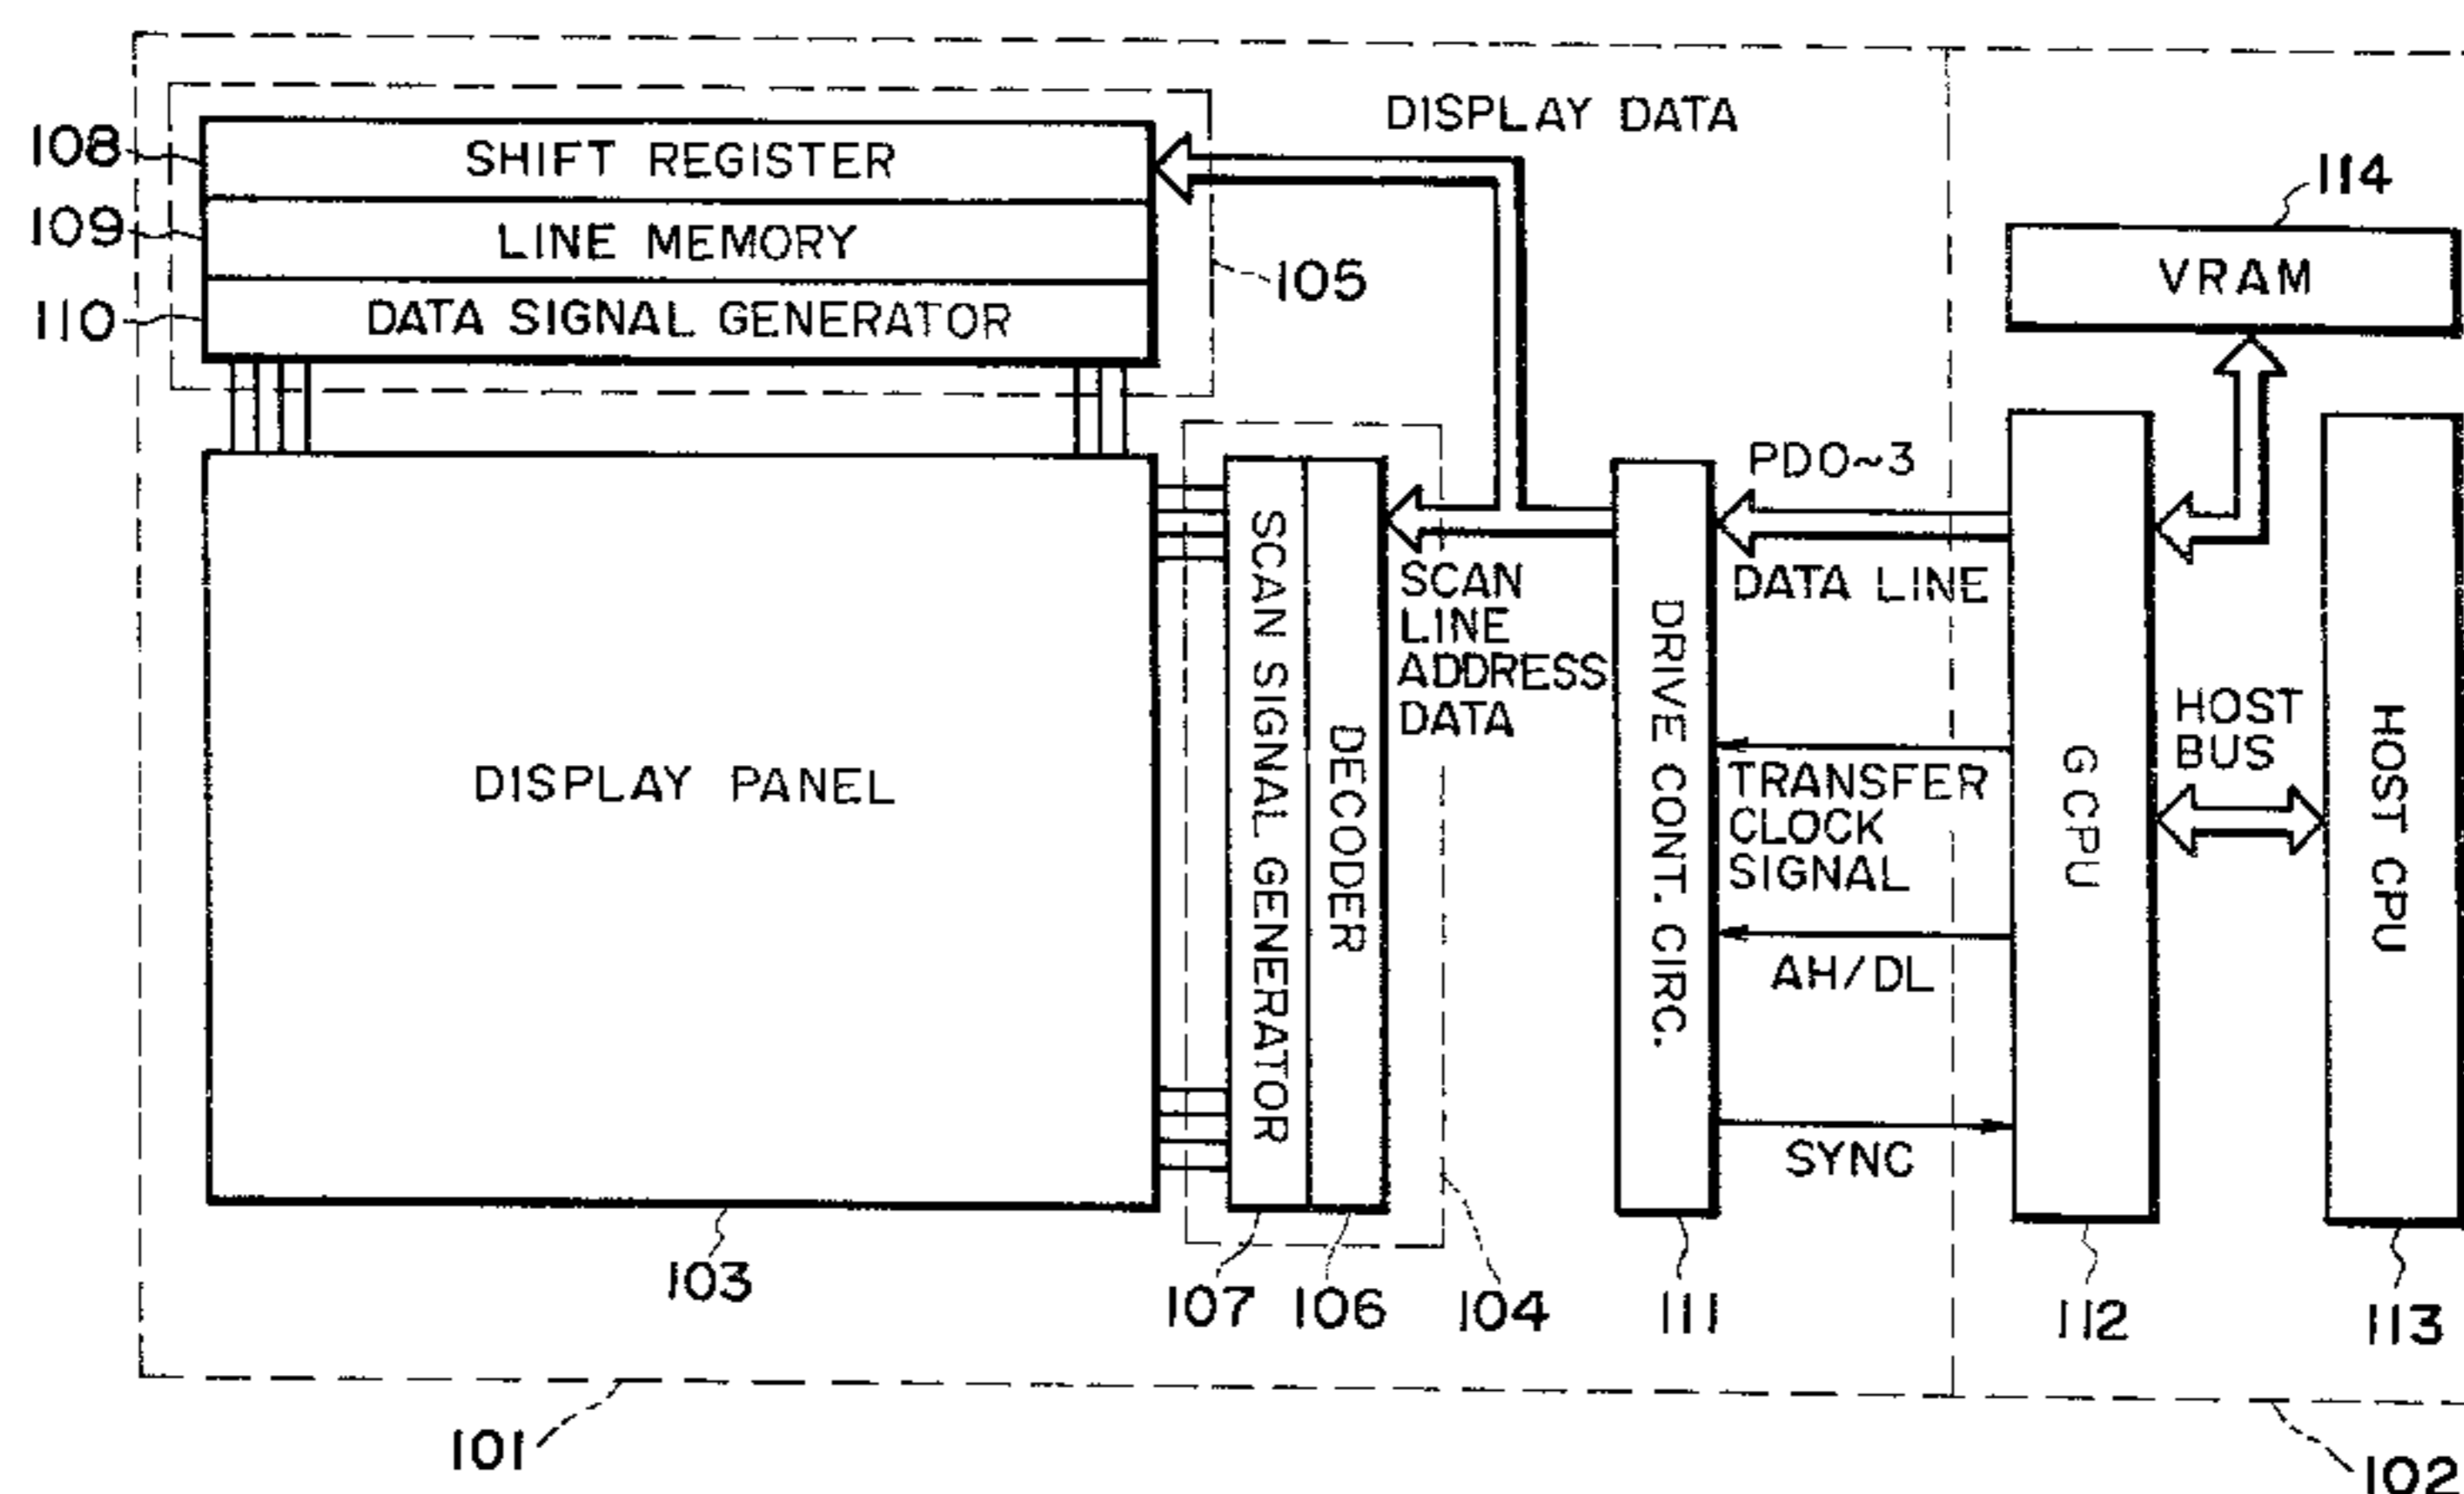 DISPLAY DATA
108
SHIFT REGISTER
114
109
LINE MEMORY
105
VRAM
110
DATA SIGNAL GENERATOR
PD0~3
SCAN SIGNAL GENERATOR
DECODER
SCAN
LINE
ADDRESS
DATA
DATA LINE
DRIVE CONT. CIRC.
HOST
BUS
GCPU
HOST CPU
DISPLAY PANEL
TRANSFER
CLOCK
SIGNAL
AH/DL
SYNC
103
107
106
104
111
112
113
101
102